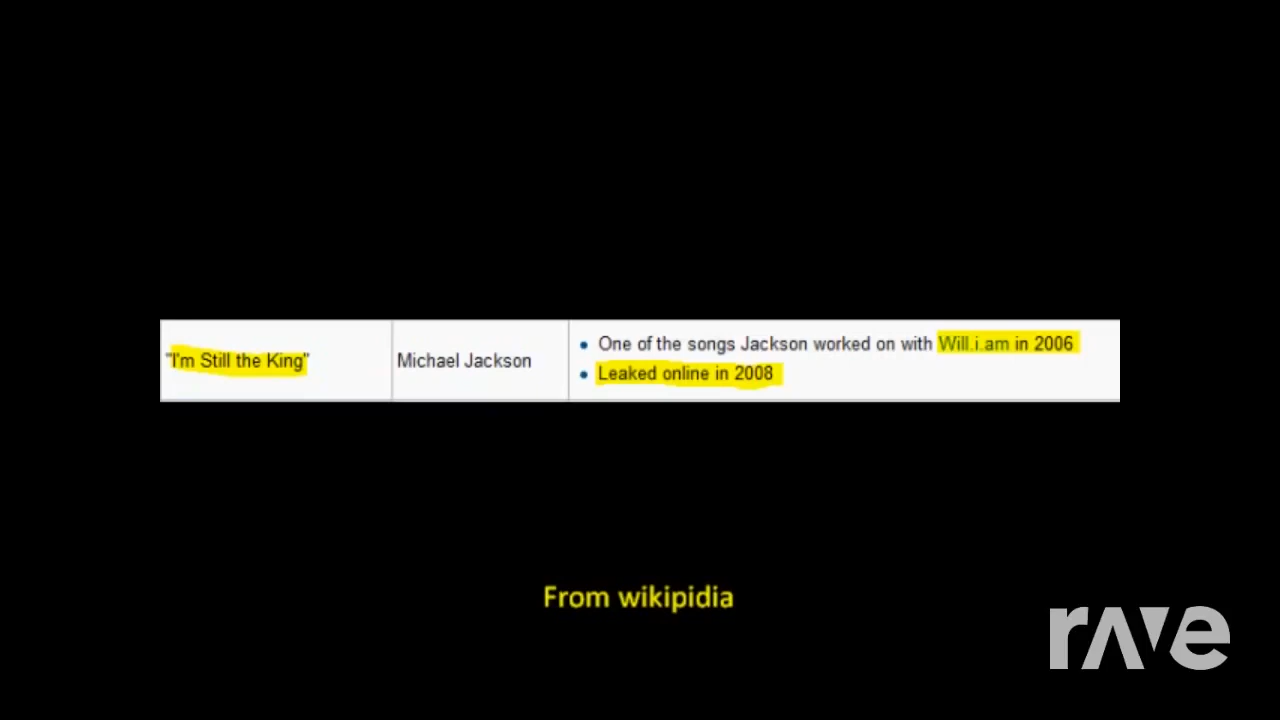 "I'm Still the King"
Michael Jackson
• One of the songs Jackson worked on with Will.i.am in 2006
• Leaked online in 2008
From wikipidia
rave